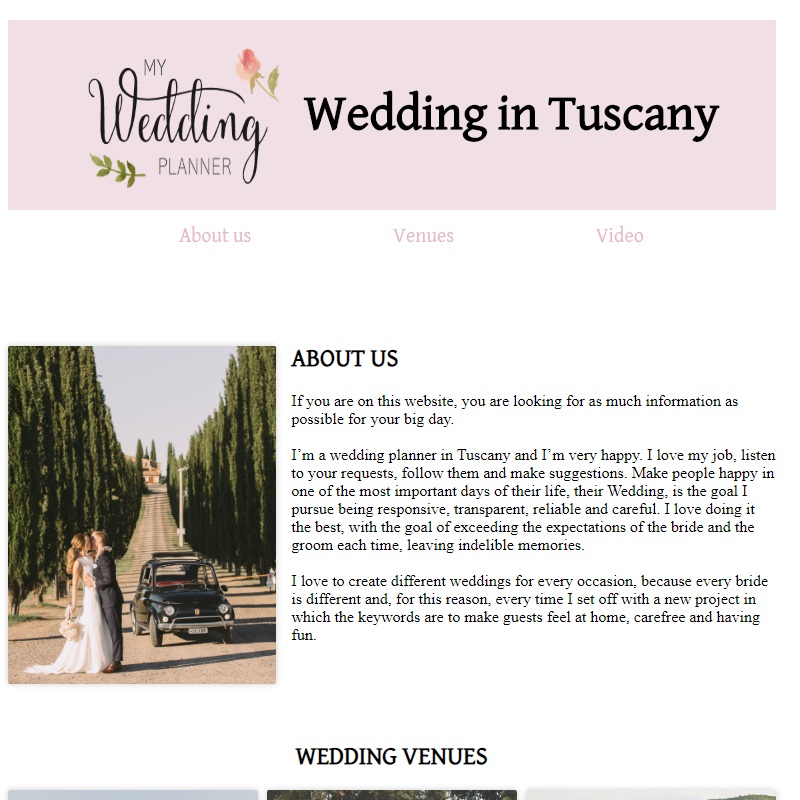 MY
Wedding
PLANNER
Wedding in Tuscany
About us
Venues
Video
ABOUT US
If you are on this website, you are looking for as much information as
possible for your big day.
I’m a wedding planner in Tuscany and I’m very happy. I love my job, listen
to your requests, follow them and make suggestions. Make people happy in
one of the most important days of their life, their Wedding, is the goal I
pursue being responsive, transparent, reliable and careful. I love doing it
the best, with the goal of exceeding the expectations of the bride and the
groom each time, leaving indelible memories.
I love to create different weddings for every occasion, because every bride
is different and, for this reason, every time I set off with a new project in
which the keywords are to make guests feel at home, carefree and having
fun.
WEDDING VENUES